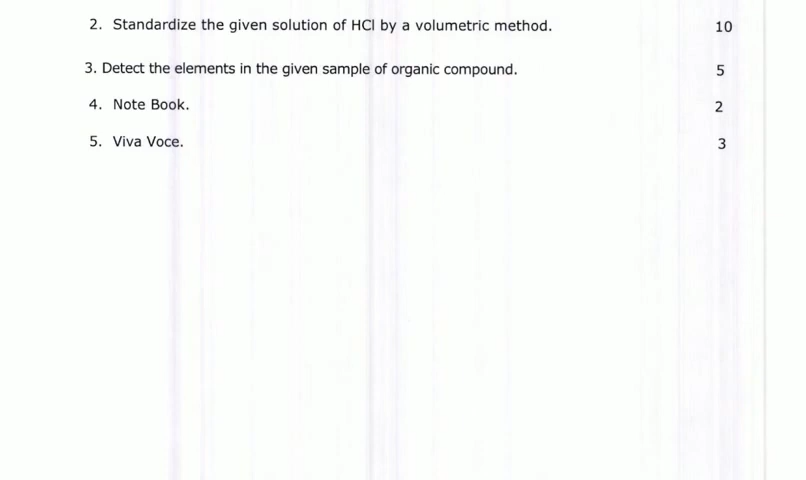 2. Standardize the given solution of HCl by a volumetric method. 10
3. Detect the elements in the given sample of organic compound. 5
4. Note Book. 2
5. Viva Voce. 3